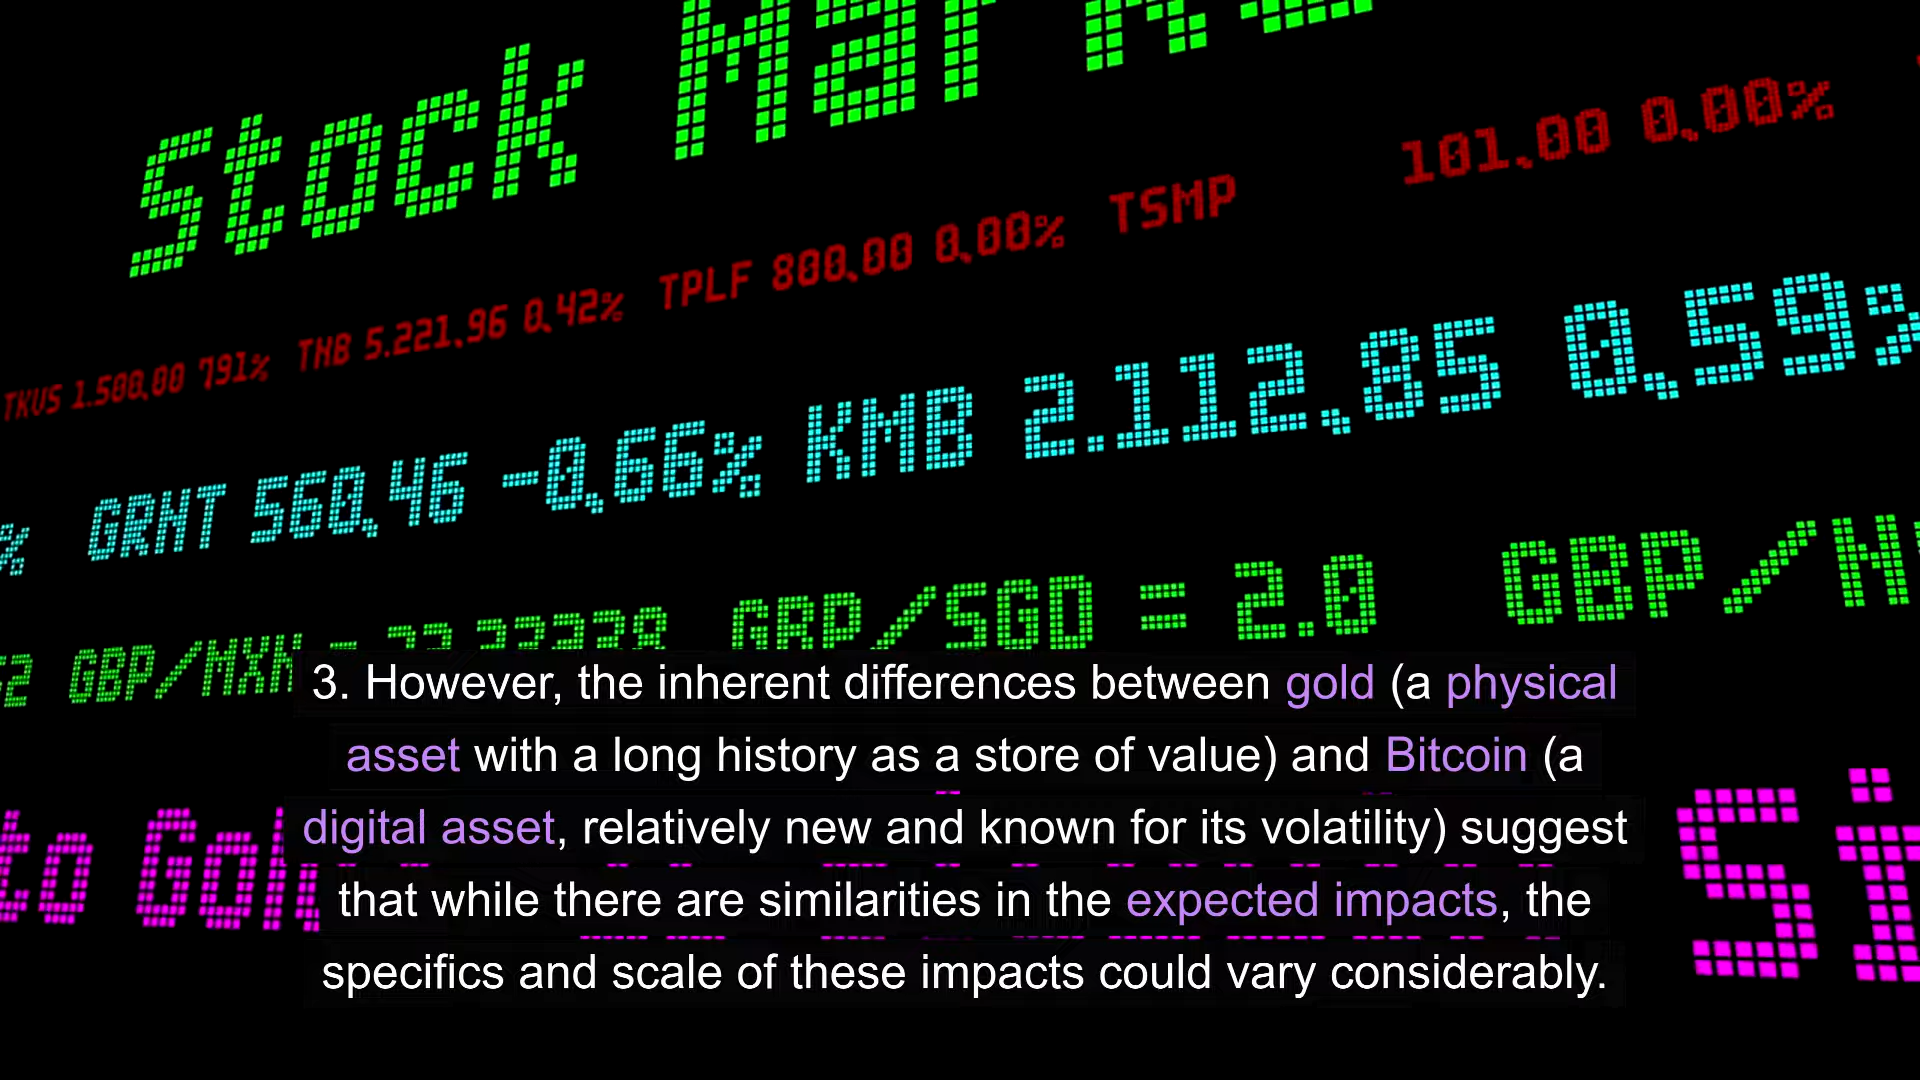 Stock
TKUS 1.500,00 791% THB 5.221,96 0,42% TPLF 800,00 0,00% TSMP 101,00 0,00%
% GRNT 560,46 -0,66% KMB 2.112,85 0,59%
GBP/MXN = GBP/SGD = 2.0 GBP/
to
3. However, the inherent differences between gold (a physical
asset with a long history as a store of value) and Bitcoin (a
digital asset, relatively new and known for its volatility) suggest
that while there are similarities in the expected impacts, the
specifics and scale of these impacts could vary considerably.